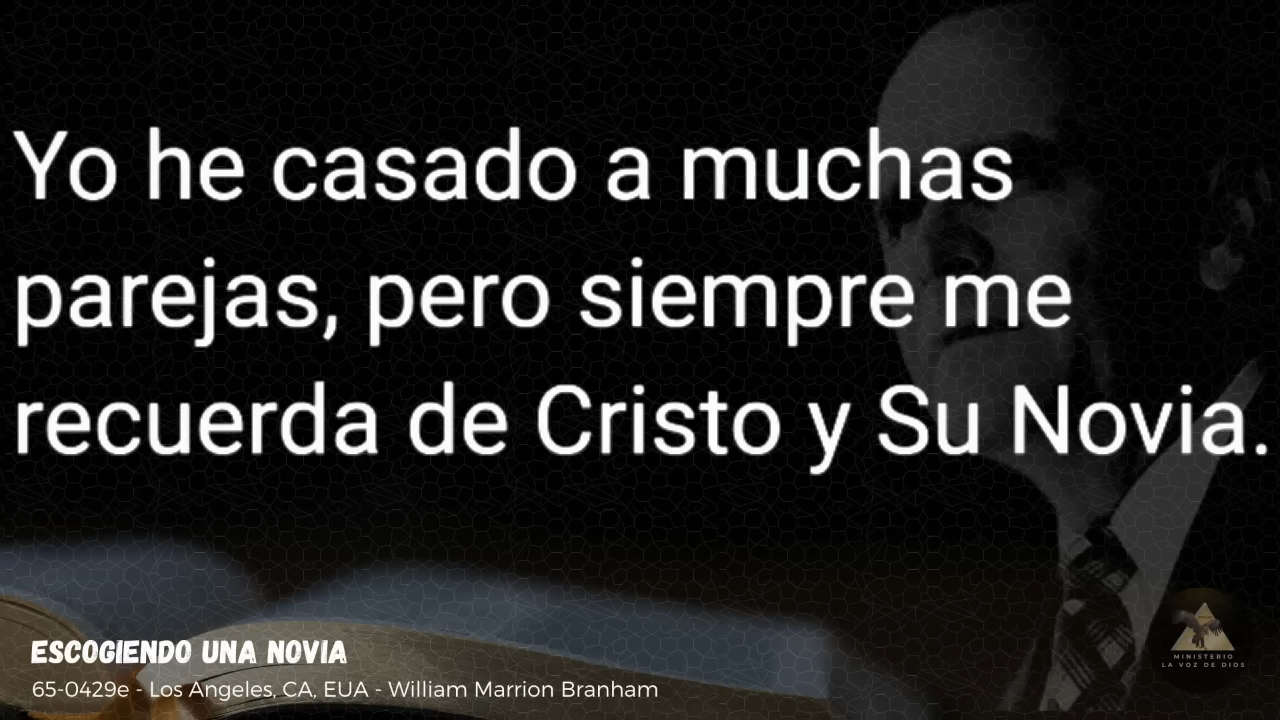 Yo he casado a muchas
parejas, pero siempre me
recuerda de Cristo y Su Novia.
ESCOGIENDO UNA NOVIA
65-0429e - Los Angeles, CA, EUA - William Marrion Branham
MINISTERIO
LA VOZ DE DIOS